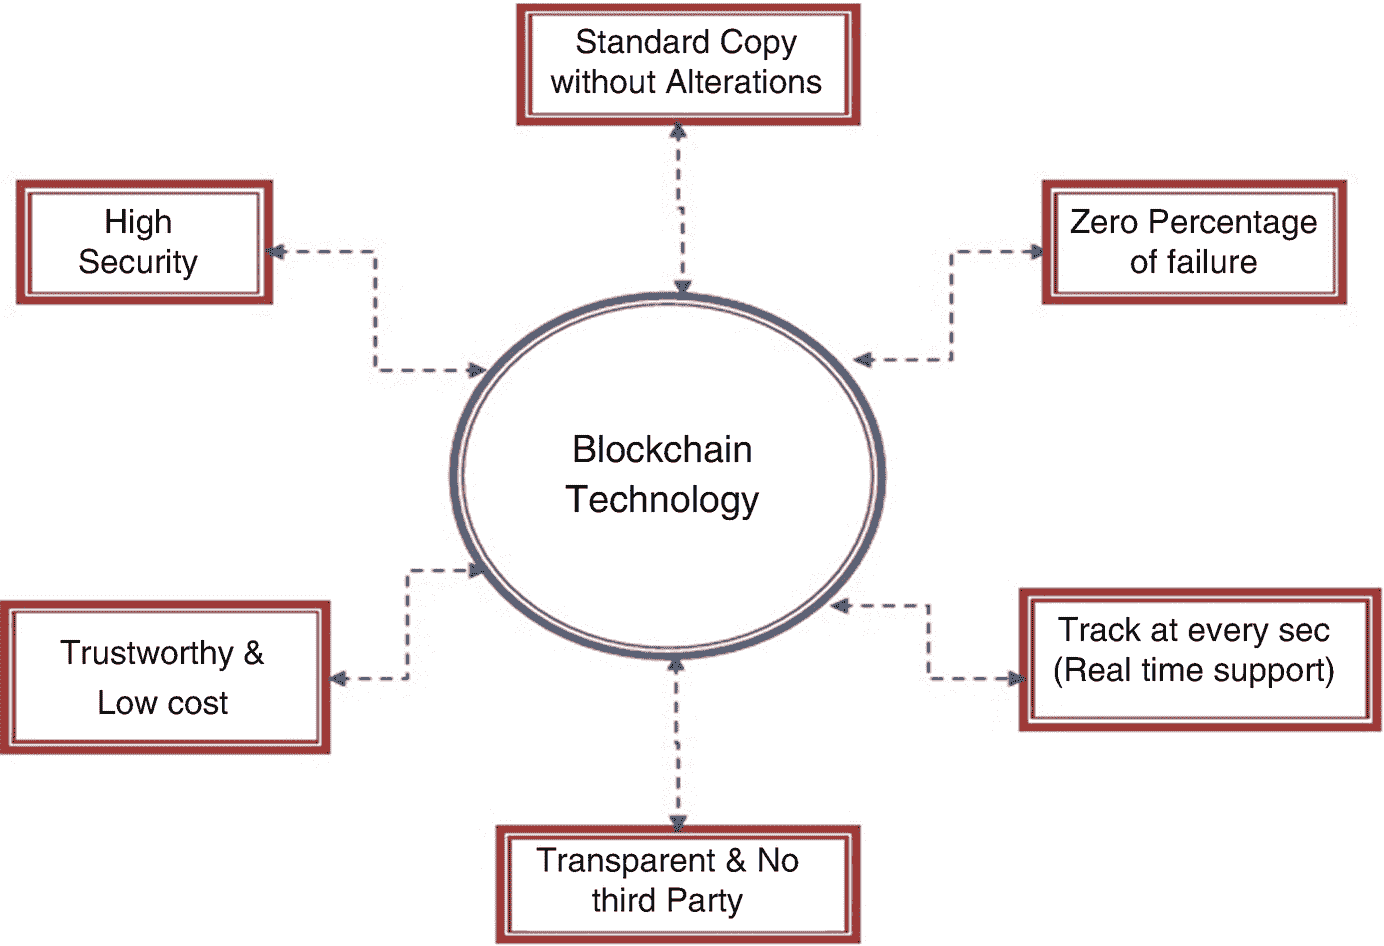 Standard Copy
without Alterations
High
Security
Zero Percentage
of failure
Blockchain
Technology
Trustworthy &
Low cost
Track at every sec
(Real time support)
Transparent & No
third Party